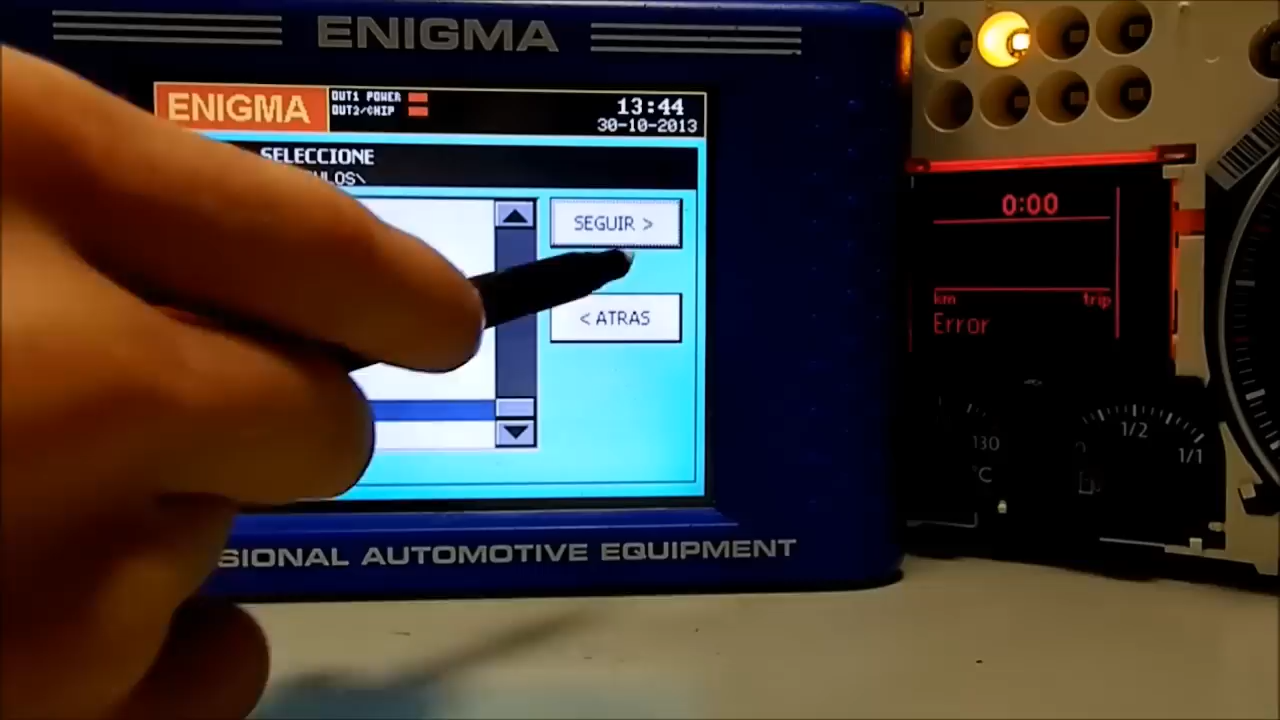 ENIGMA
ENIGMA
OUT1 POWER
OUT2/CHIP
13:44
30-10-2013
SELECCIONE
SEGUIR >
< ATRAS
AUTOMOTIVE EQUIPMENT
0:00
km trip
Error
130
°C
1/2
1/1
0